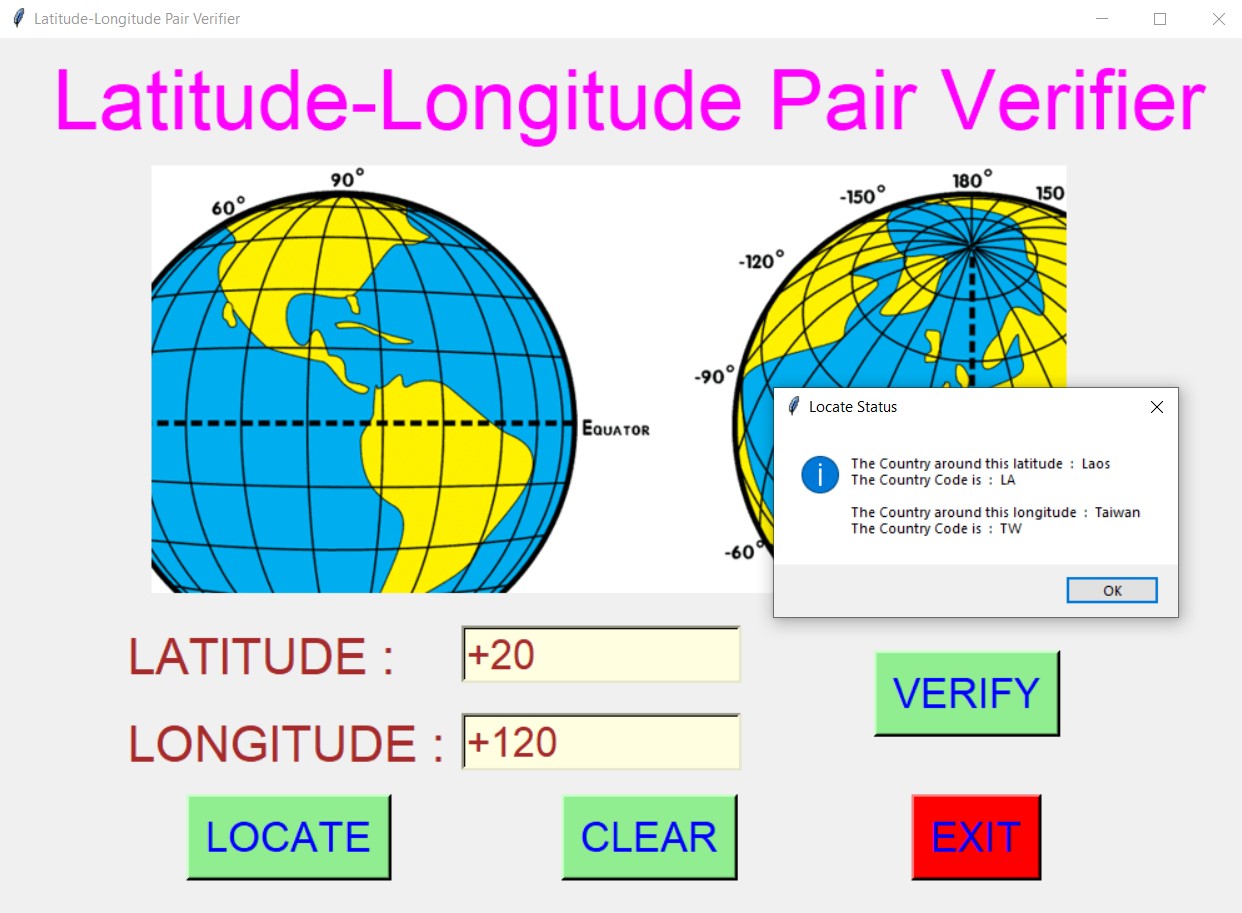 Latitude-Longitude Pair Verifier
Latitude-Longitude Pair Verifier
90°
60°
EQUATOR
180°
-150°
150
-120°
-90°
-60°
Locate Status
The Country around this latitude : Laos
The Country Code is : LA
The Country around this longitude : Taiwan
The Country Code is : TW
OK
LATITUDE :
+20
LONGITUDE :
+120
VERIFY
LOCATE
CLEAR
EXIT